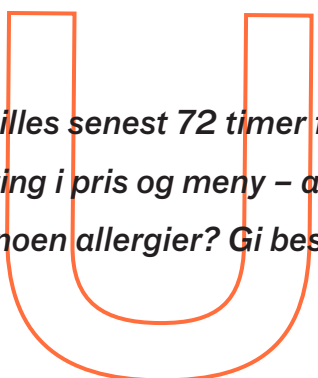 U
illes senest 72 timer f
ing i pris og meny – a
noen allergier? Gi bes